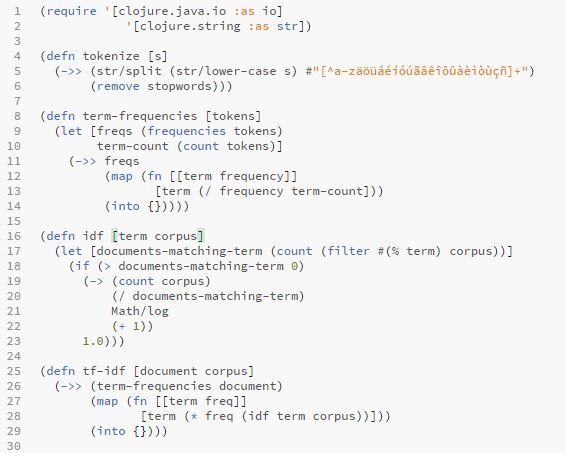 1 (require '[clojure.java.io :as io]
2             '[clojure.string :as str])
3
4 (defn tokenize [s]
5   (->> (str/split (str/lower-case s) #"[^a-zäöüáéíóúãâêîôûàèìòùçñ]+")
6        (remove stopwords)))
7
8 (defn term-frequencies [tokens]
9   (let [freqs (frequencies tokens)
10         term-count (count tokens)]
11     (->> freqs
12          (map (fn [[term frequency]]
13                 [term (/ frequency term-count]))
14          (into {}))))
15
16 (defn idf [term corpus]
17   (let [documents-matching-term (count (filter #(% term) corpus))]
18     (if (> documents-matching-term 0)
19       (-> (count corpus)
20           (/ documents-matching-term)
21           Math/log
22           (+ 1))
23       1.0)))
24
25 (defn tf-idf [document corpus]
26   (->> (term-frequencies document)
27        (map (fn [[term freq]]
28               [term (* freq (idf term corpus))]))
29        (into {})))
30